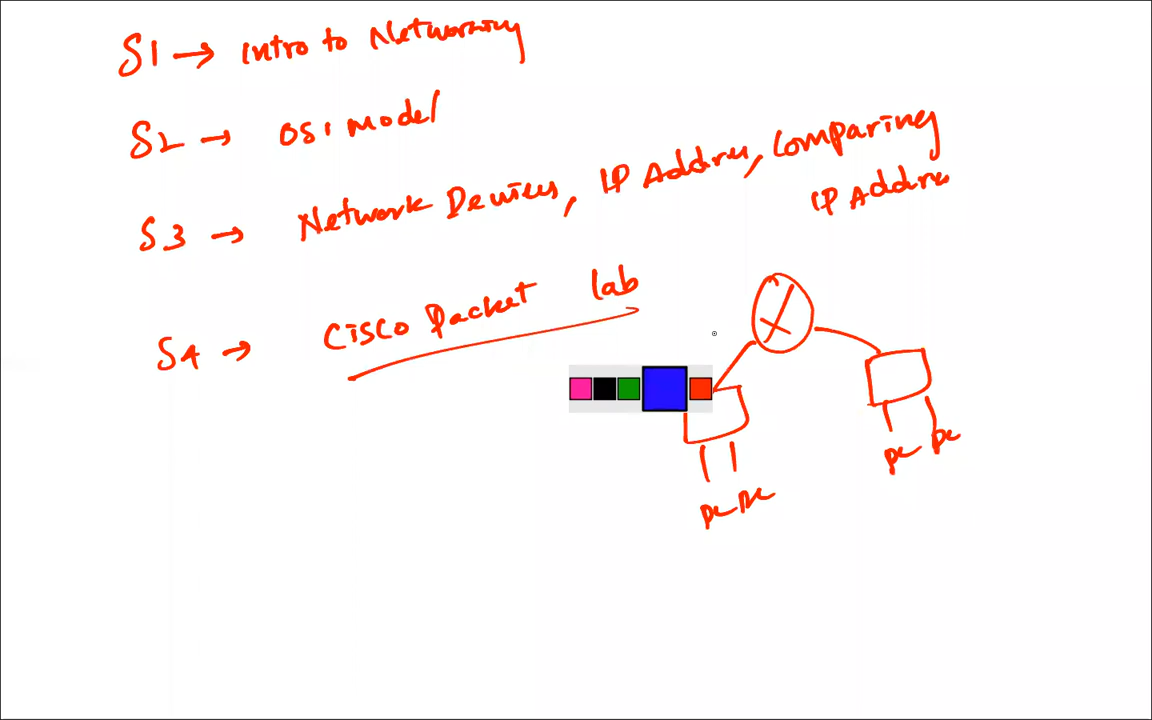 S1 → Intro to Networking
S2 → OSI Model
S3 → Network Devices, IP Address, Comparing
IP Address
S4 → Cisco Packet lab
PC PC
PC PC